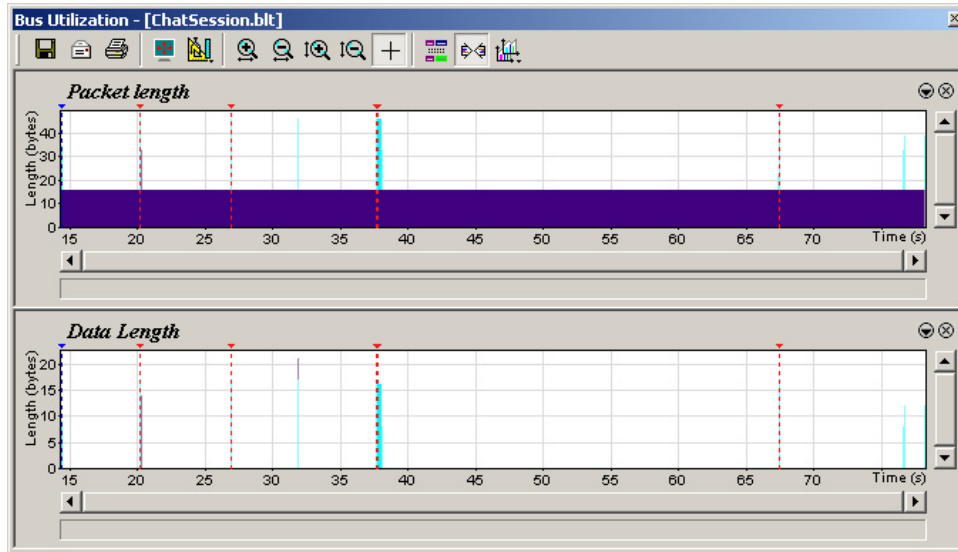 Bus Utilization - [ChatSession.blt]
Packet length
Length (bytes)
40
30
20
10
0
15 20 25 30 35 40 45 50 55 60 65 70 Time (s)
Data Length
Length (bytes)
20
15
10
5
0
15 20 25 30 35 40 45 50 55 60 65 70 Time (s)